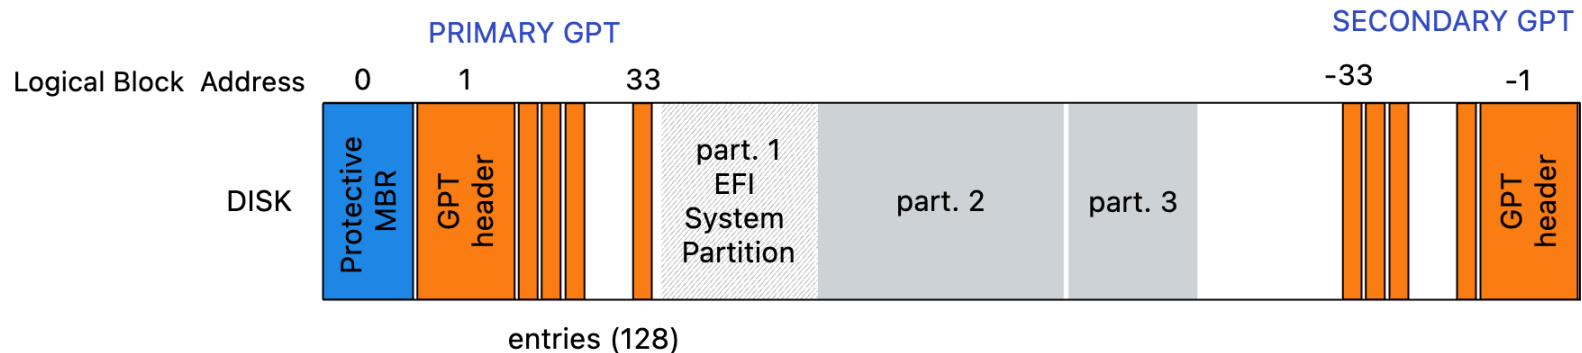 PRIMARY GPT
SECONDARY GPT
Logical Block Address
0
1
33
-33
-1
DISK
Protective
MBR
GPT
header
part. 1
EFI
System
Partition
part. 2
part. 3
GPT
header
entries (128)